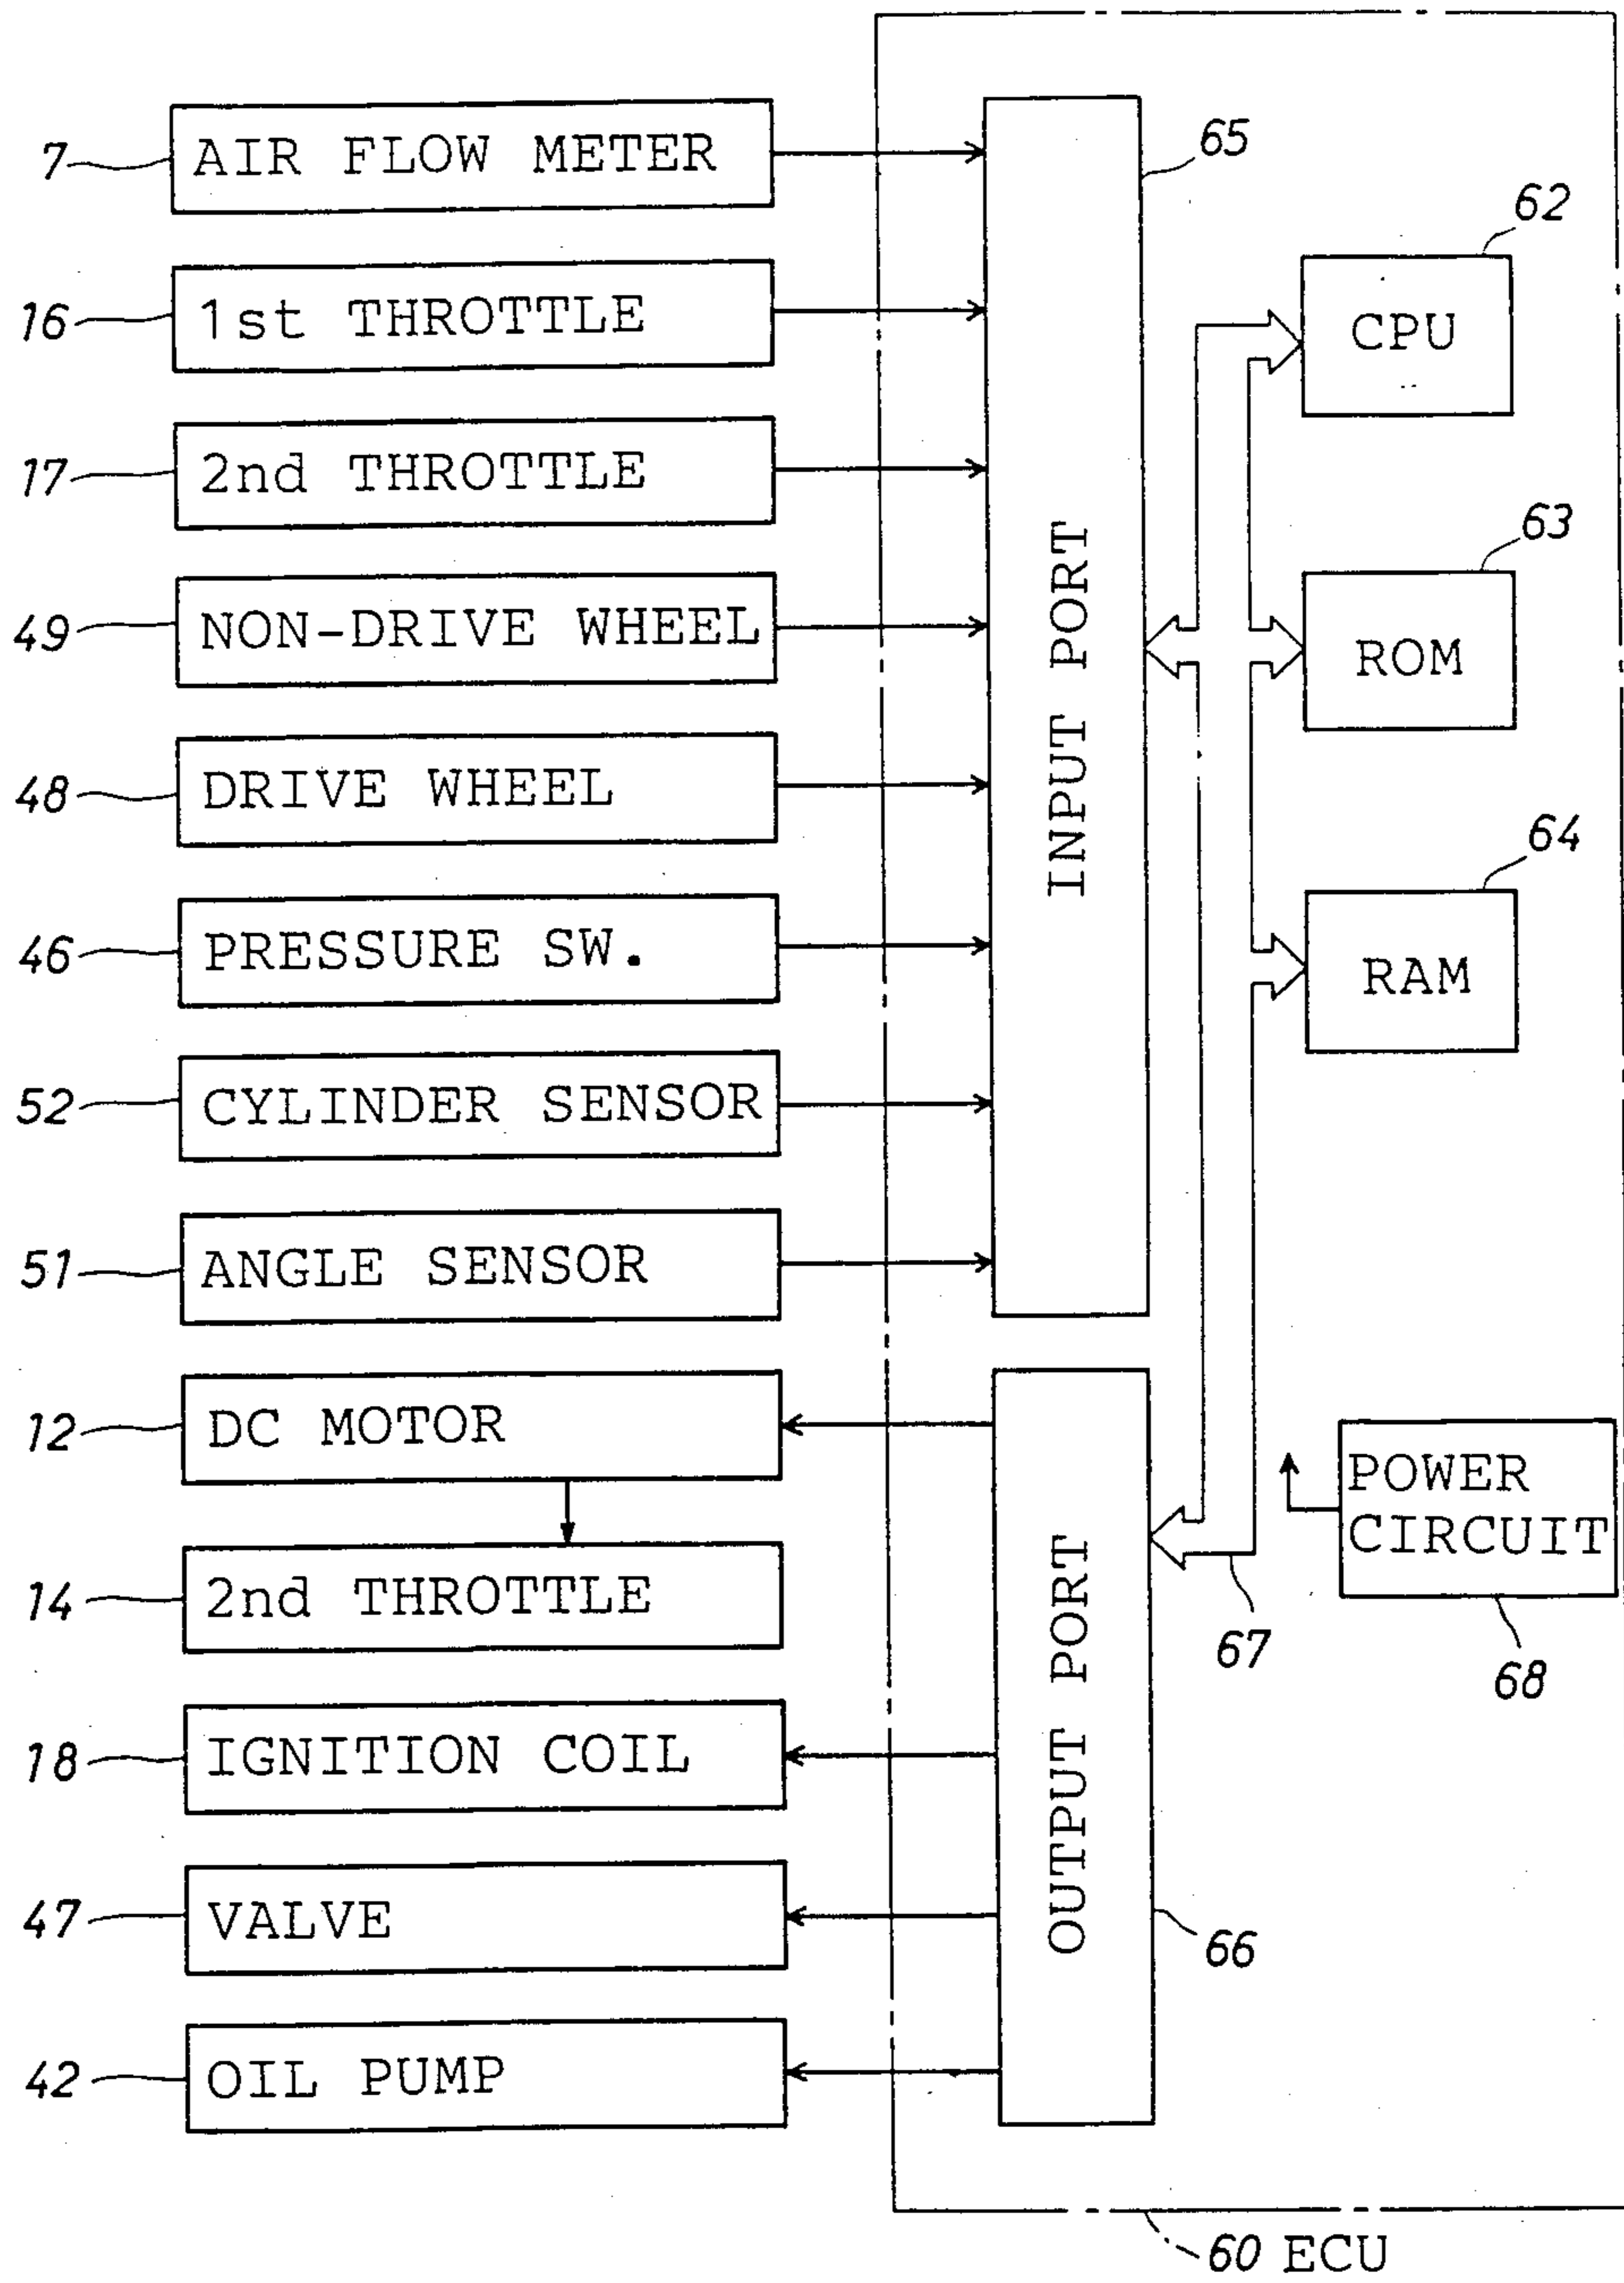 7 AIR FLOW METER
16 1st THROTTLE
17 2nd THROTTLE
49 NON-DRIVE WHEEL
48 DRIVE WHEEL
46 PRESSURE SW.
52 CYLINDER SENSOR
51 ANGLE SENSOR
12 DC MOTOR
14 2nd THROTTLE
18 IGNITION COIL
47 VALVE
42 OIL PUMP
INPUT PORT
65
OUTPUT PORT
66
62
CPU
63
ROM
64
RAM
POWER
CIRCUIT
67
68
60 ECU